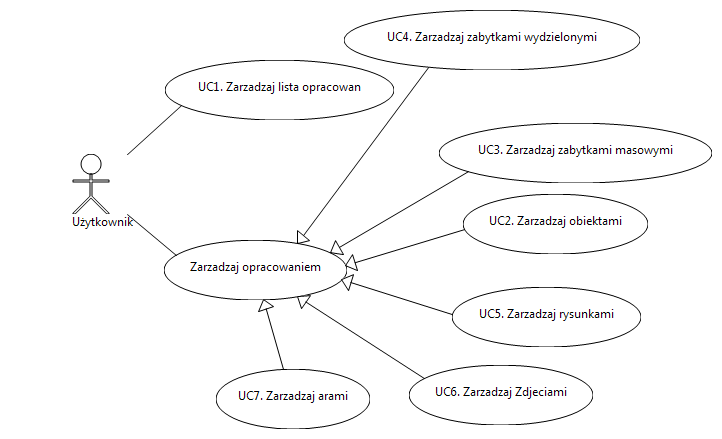 UC4. Zarzadzaj zabytkami wydzielonymi
UC1. Zarzadzaj lista opracowan
UC3. Zarzadzaj zabytkami masowymi
Użytkownik
UC2. Zarzadzaj obiektami
Zarzadzaj opracowaniem
UC5. Zarzadzaj rysunkami
UC7. Zarzadzaj arami
UC6. Zarzadzaj Zdjeciami